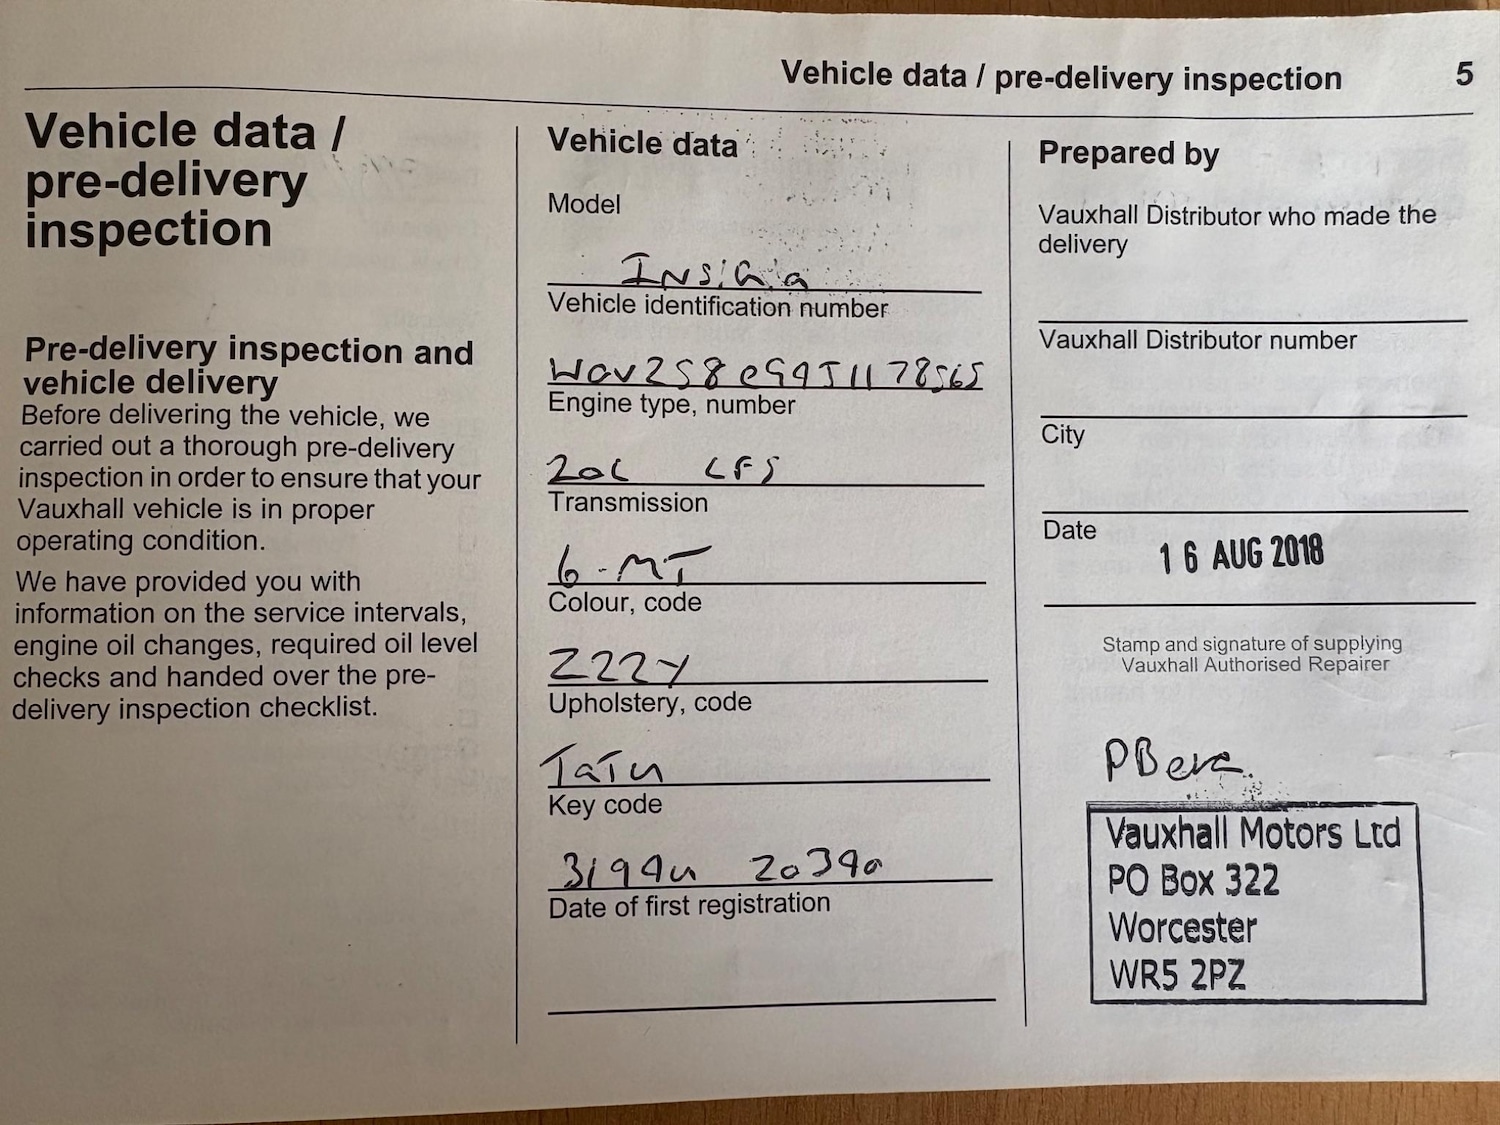 Vehicle data / pre-delivery inspection 5
Vehicle data /
pre-delivery
inspection
Pre-delivery inspection and
vehicle delivery
Before delivering the vehicle, we
carried out a thorough pre-delivery
inspection in order to ensure that your
Vauxhall vehicle is in proper
operating condition.
We have provided you with
information on the service intervals,
engine oil changes, required oil level
checks and handed over the pre-
delivery inspection checklist.
Vehicle data
Model
Insignia
Vehicle identification number
Engine type, number
Transmission
6-MT
Colour, code
Z22Y
Upholstery, code
Key code
Date of first registration
Prepared by
Vauxhall Distributor who made the
delivery
Vauxhall Distributor number
City
Date
16 AUG 2018
Stamp and signature of supplying
Vauxhall Authorised Repairer
Vauxhall Motors Ltd
PO Box 322
Worcester
WR5 2PZ